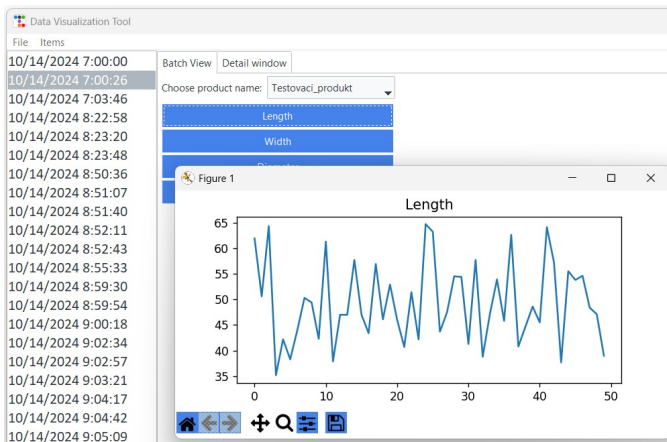 Data Visualization Tool
File Items
10/14/2024 7:00:00
10/14/2024 7:00:26
10/14/2024 7:03:46
10/14/2024 8:22:58
10/14/2024 8:23:20
10/14/2024 8:23:48
10/14/2024 8:50:36
10/14/2024 8:51:07
10/14/2024 8:51:40
10/14/2024 8:52:11
10/14/2024 8:52:43
10/14/2024 8:55:33
10/14/2024 8:59:30
10/14/2024 8:59:54
10/14/2024 9:00:18
10/14/2024 9:02:34
10/14/2024 9:02:57
10/14/2024 9:03:21
10/14/2024 9:04:17
10/14/2024 9:04:42
10/14/2024 9:05:09
Batch View Detail window
Choose product name: Testovaci_produkt
Length
Width
Diameter
Figure 1
Length
65
60
55
50
45
40
35
0 10 20 30 40 50